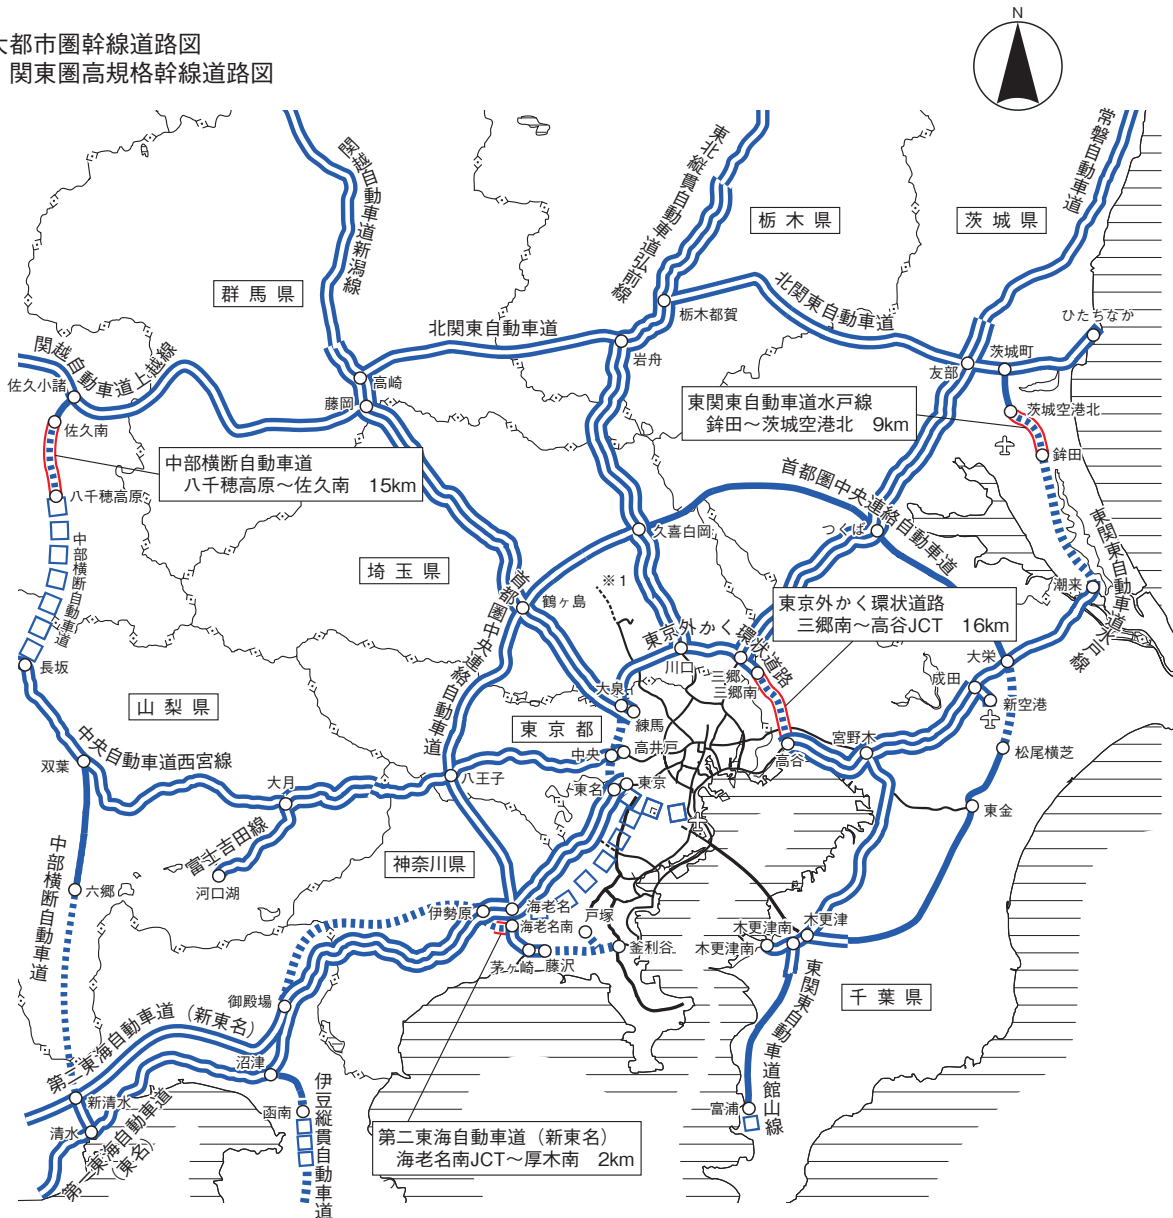 大都市圏幹線道路図
関東圏高規格幹線道路図
N
関越自動車道新潟線
東北縦貫自動車道弘前線
常磐自動車道
栃木県
茨城県
群馬県
北関東自動車道
栃木都賀
北関東自動車道
ひたちなか
関越自動車道上越線
岩舟
茨城町
友部
佐久小諸
高崎
藤岡
佐久南
東関東自動車道水戸線
鉾田〜茨城空港北 9km
茨城空港北
鉾田
中部横断自動車道
八千穂高原〜佐久南 15km
八千穂高原
首都圏中央連絡自動車道
つくば
久喜白岡
中部横断自動車道
埼玉県
※1
鶴ヶ島
首都圏中央連絡自動車道
東関東自動車道水戸線
潮来
東京外かく環状道路
三郷南〜高谷JCT 16km
東京外かく環状道路
川口
三郷
三郷南
大栄
成田
新空港
長坂
山梨県
大泉
練馬
東京都
高井戸
中央
宮野木
高谷
松尾横芝
中央自動車道西宮線
双葉
大月
八王子
東京
東名
東金
富士吉田線
河口湖
中部横断自動車道
六郷
神奈川県
伊勢原
海老名
海老名南
戸塚
釜利谷
茅ヶ崎
藤沢
木更津
木更津南
木更津南
千葉県
東関東自動車道館山線
御殿場
第二東海自動車道(新東名)
沼津
新清水
清水
函南
伊豆縦貫自動車道
第一東海自動車道
(東名)
富浦
第二東海自動車道(新東名)
海老名南JCT〜厚木南 2km